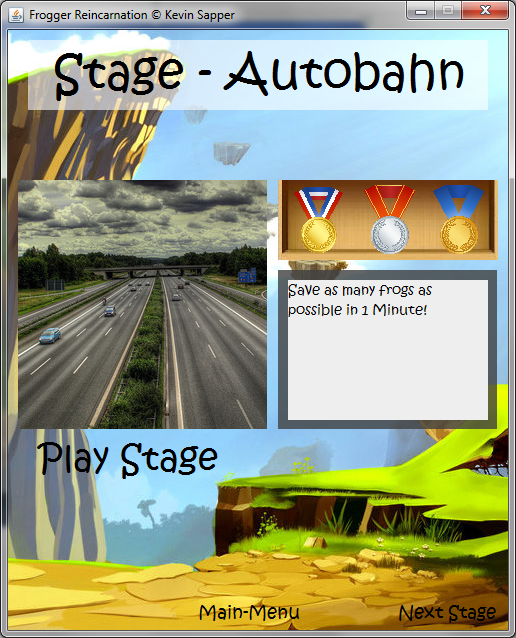 Frogger Reincarnation © Kevin Sapper
Stage - Autobahn
Save as many frogs as
possible in 1 Minute!
Play Stage
Main-Menu
Next Stage